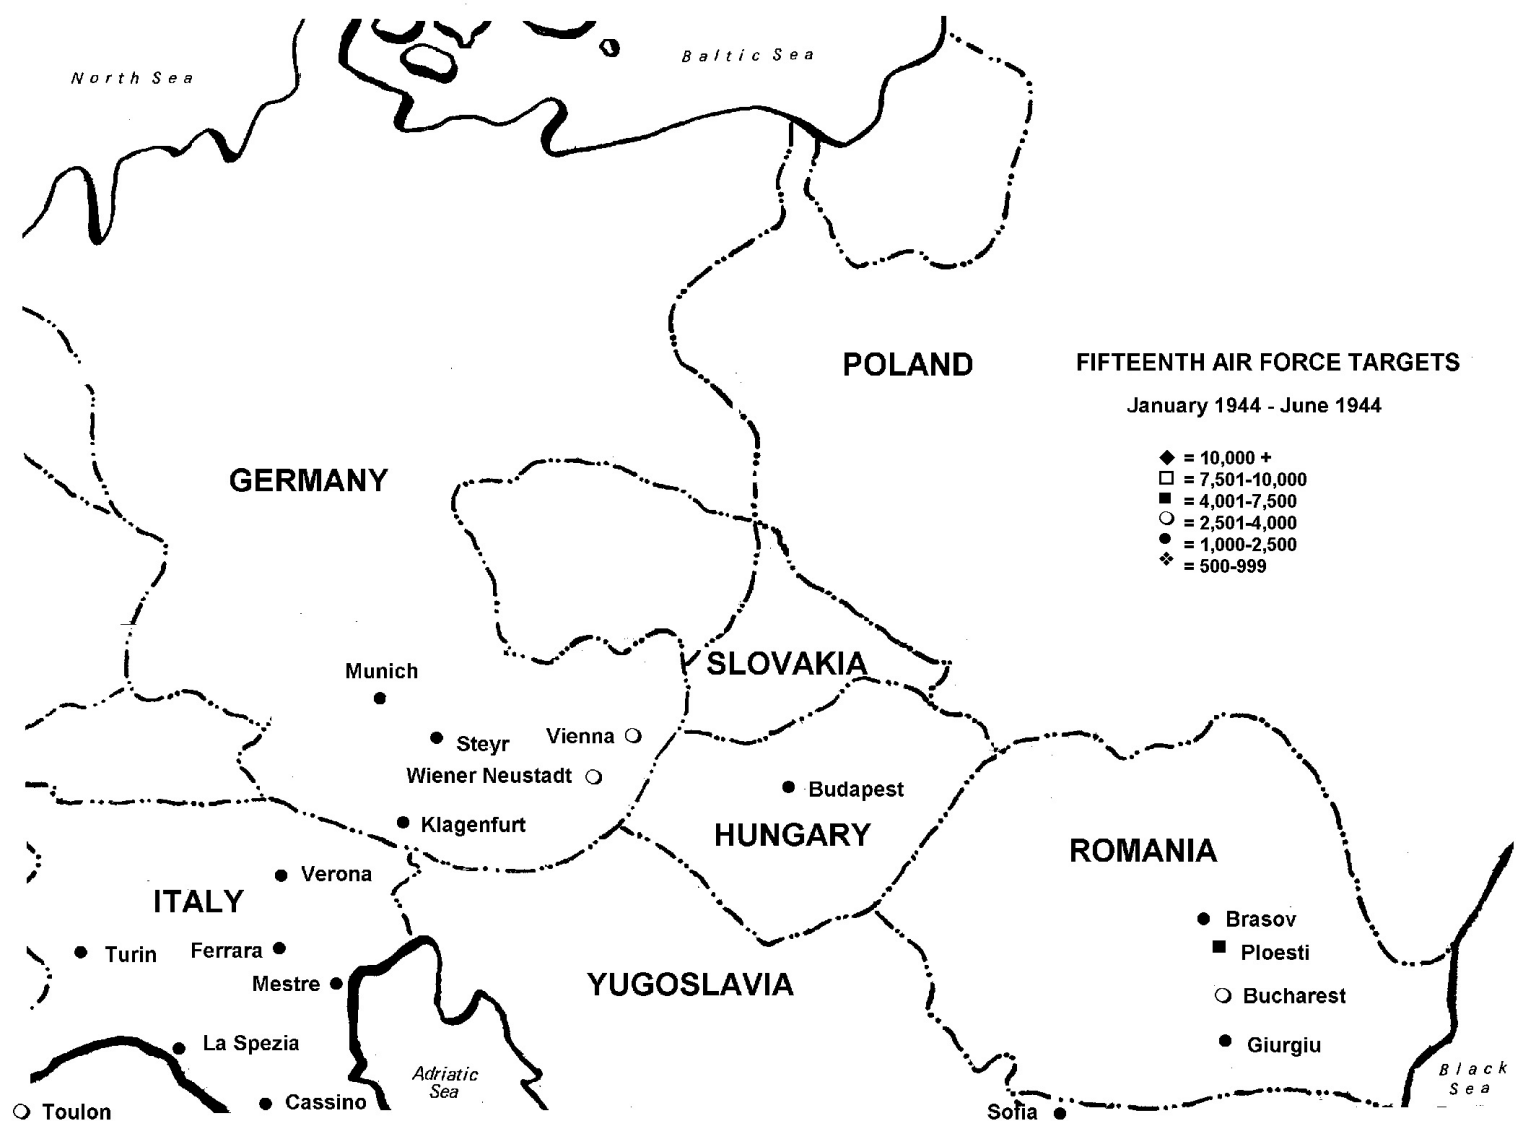 North Sea
Baltic Sea
POLAND
FIFTEENTH AIR FORCE TARGETS
January 1944 - June 1944
= 10,000 +
= 7,501-10,000
= 4,001-7,500
= 2,501-4,000
= 1,000-2,500
= 500-999
GERMANY
SLOVAKIA
Munich
Steyr
Vienna
Wiener Neustadt
Budapest
Klagenfurt
HUNGARY
ROMANIA
Verona
ITALY
Brasov
Turin
Ferrara
Ploesti
Mestre
YUGOSLAVIA
Bucharest
La Spezia
Giurgiu
Adriatic
Sea
Black
Sea
Cassino
Toulon
Sofia